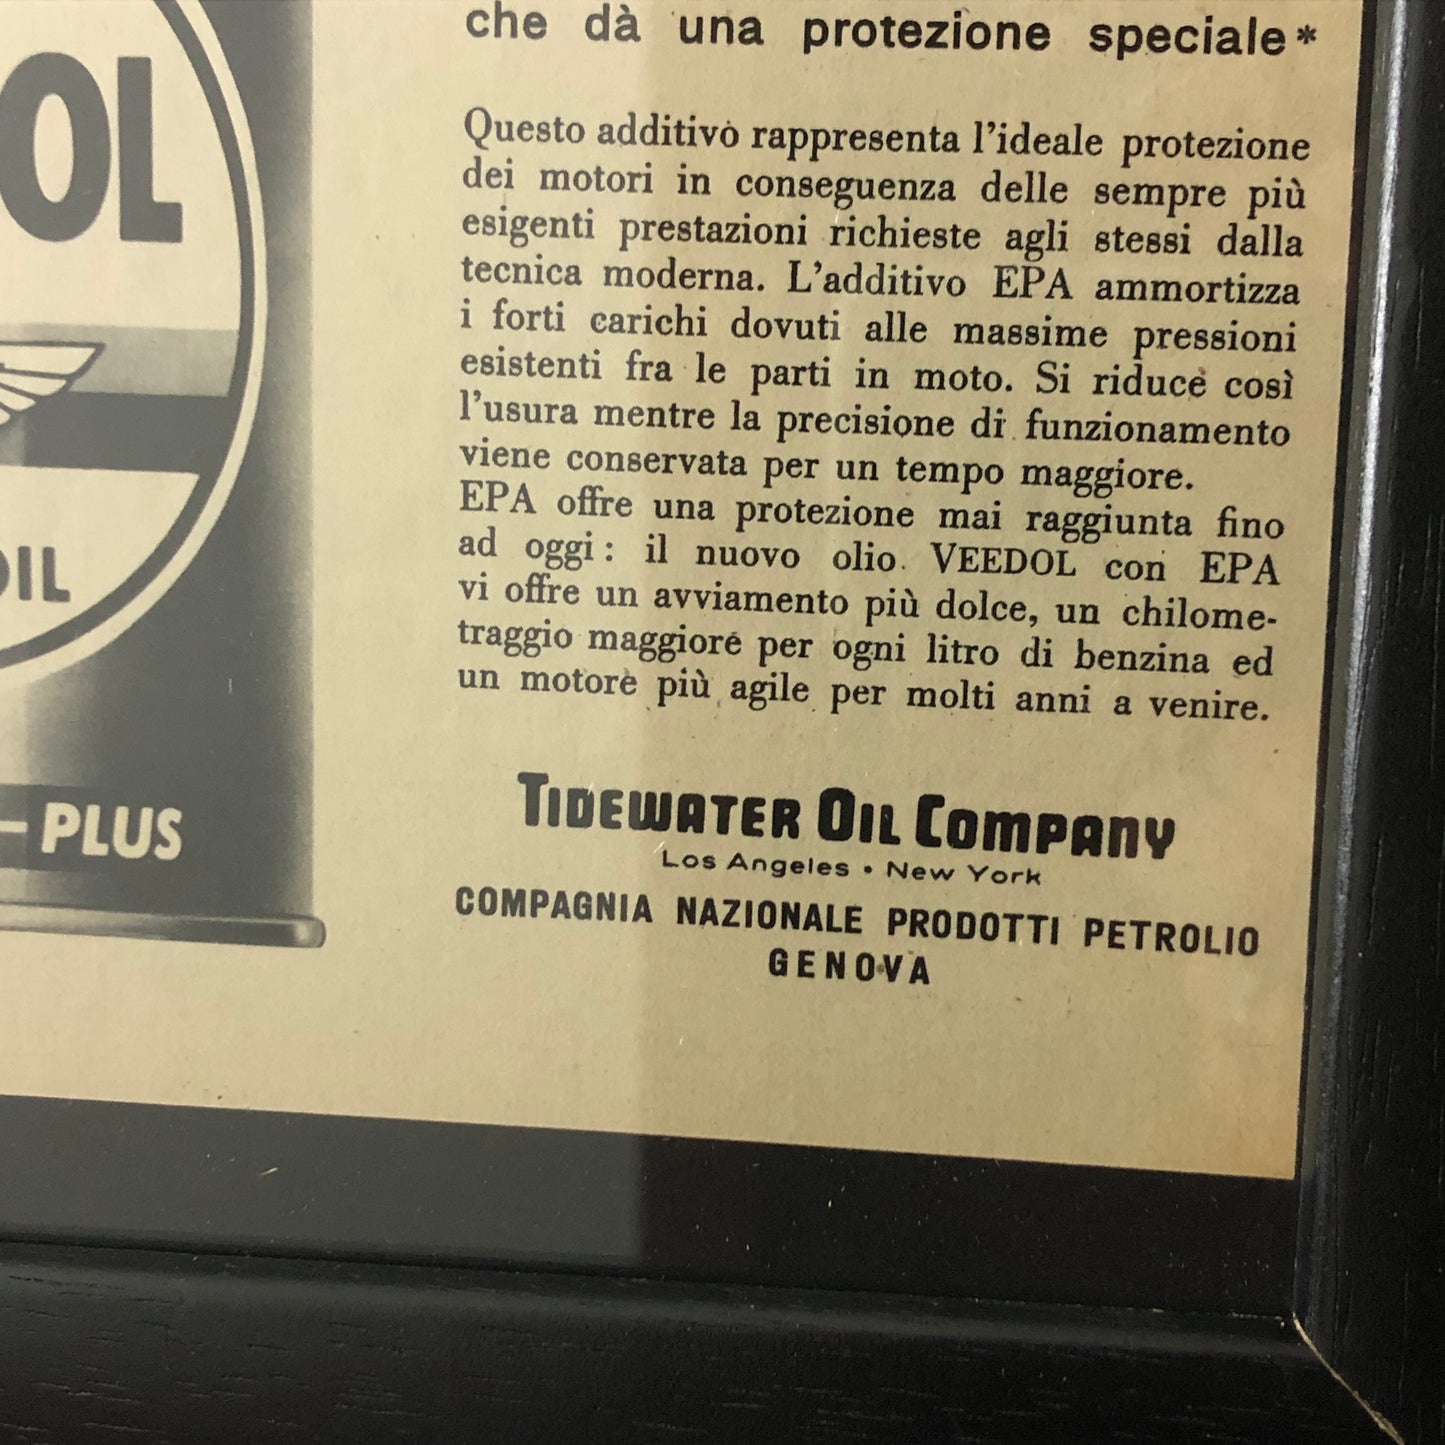 che dà una protezione speciale*
Questo additivo rappresenta l'ideale protezione
dei motori in conseguenza delle sempre più
esigenti prestazioni richieste agli stessi dalla
tecnica moderna. L'additivo EPA ammortizza
i forti carichi dovuti alle massime pressioni
esistenti fra le parti in moto. Si riduce così
l'usura mentre la precisione di funzionamento
viene conservata per un tempo maggiore.
EPA offre una protezione mai raggiunta fino
ad oggi: il nuovo olio VEEDOL con EPA
vi offre un avviamento più dolce, un chilome-
traggio maggiore per ogni litro di benzina ed
un motore più agile per molti anni a venire.
TIDEWATER OIL COMPANY
Los Angeles • New York
COMPAGNIA NAZIONALE PRODOTTI PETROLIO
GENOVA
OL
OIL
-PLUS